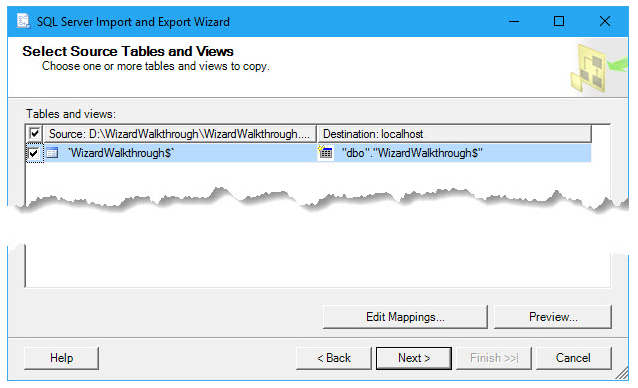 SQL Server Import and Export Wizard
Select Source Tables and Views
Choose one or more tables and views to copy.
Tables and views:
Source: D:\WizardWalkthrough\WizardWalkthrough.... Destination: localhost
`WizardWalkthrough$` "dbo"."WizardWalkthrough$"
Edit Mappings... Preview...
Help < Back Next > Finish >>| Cancel